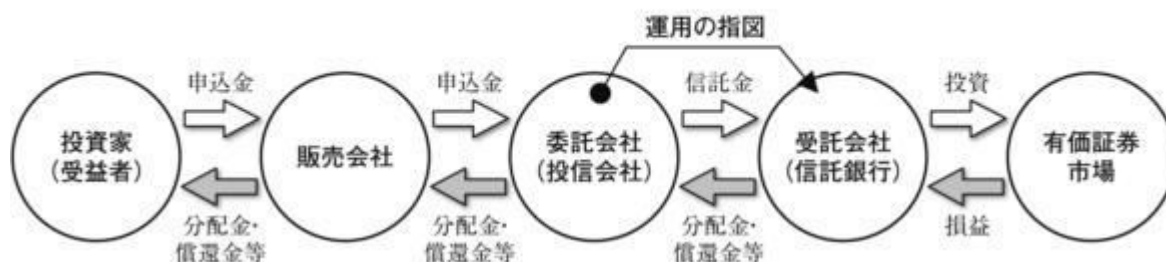 運用の指図
申込金
申込金
信託金
投資
投資家
（受益者）
販売会社
委託会社
（投信会社）
受託会社
（信託銀行）
有価証券
市場
分配金・
償還金等
分配金・
償還金等
分配金・
償還金等
損益